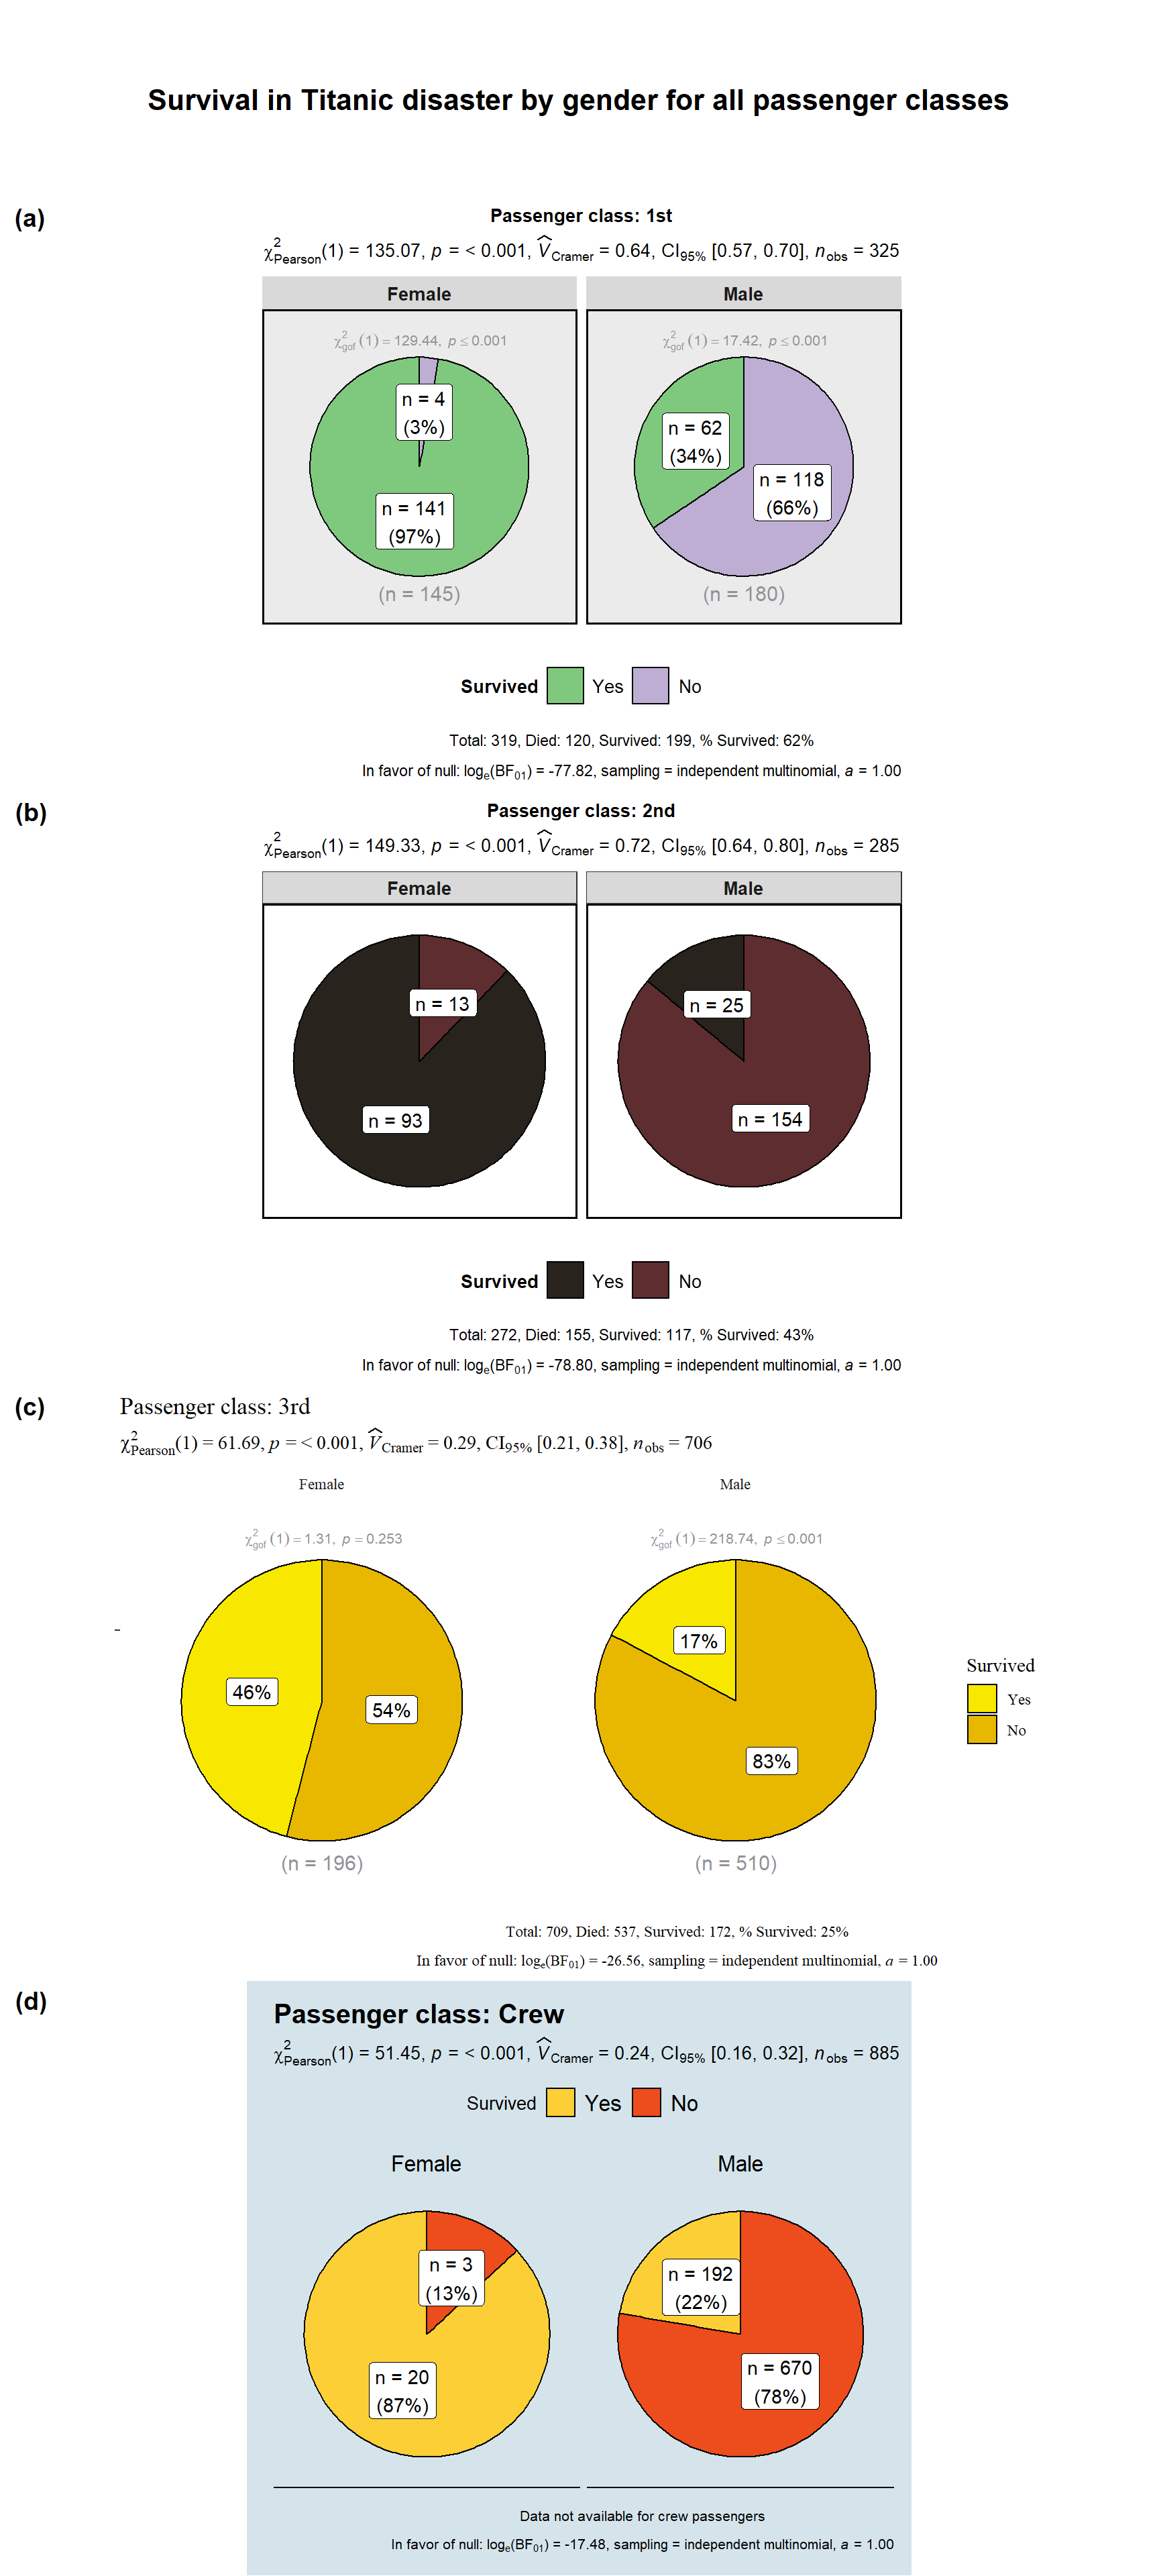 Survival in Titanic disaster by gender for all passenger classes
(a)
Passenger class: 1st
χ²Pearson(1) = 135.07, p = < 0.001, V̂Cramer = 0.64, CI95% [0.57, 0.70], nobs = 325
Female
Male
χ²gof (1) = 129.44, p ≤ 0.001
χ²gof (1) = 17.42, p ≤ 0.001
n = 4
(3%)
n = 141
(97%)
n = 62
(34%)
n = 118
(66%)
(n = 145)
(n = 180)
Survived Yes No
Total: 319, Died: 120, Survived: 199, % Survived: 62%
In favor of null: loge(BF01) = -77.82, sampling = independent multinomial, a = 1.00
(b)
Passenger class: 2nd
χ²Pearson(1) = 149.33, p = < 0.001, V̂Cramer = 0.72, CI95% [0.64, 0.80], nobs = 285
Female
Male
n = 13
n = 93
n = 25
n = 154
Survived Yes No
Total: 272, Died: 155, Survived: 117, % Survived: 43%
In favor of null: loge(BF01) = -78.80, sampling = independent multinomial, a = 1.00
(c)
Passenger class: 3rd
χ²Pearson(1) = 61.69, p = < 0.001, V̂Cramer = 0.29, CI95% [0.21, 0.38], nobs = 706
Female
Male
χ²gof (1) = 1.31, p = 0.253
χ²gof (1) = 218.74, p ≤ 0.001
46%
54%
17%
83%
(n = 196)
(n = 510)
Survived
Yes
No
Total: 709, Died: 537, Survived: 172, % Survived: 25%
In favor of null: loge(BF01) = -26.56, sampling = independent multinomial, a = 1.00
(d)
Passenger class: Crew
χ²Pearson(1) = 51.45, p = < 0.001, V̂Cramer = 0.24, CI95% [0.16, 0.32], nobs = 885
Survived Yes No
Female
Male
n = 3
(13%)
n = 20
(87%)
n = 192
(22%)
n = 670
(78%)
Data not available for crew passengers
In favor of null: loge(BF01) = -17.48, sampling = independent multinomial, a = 1.00